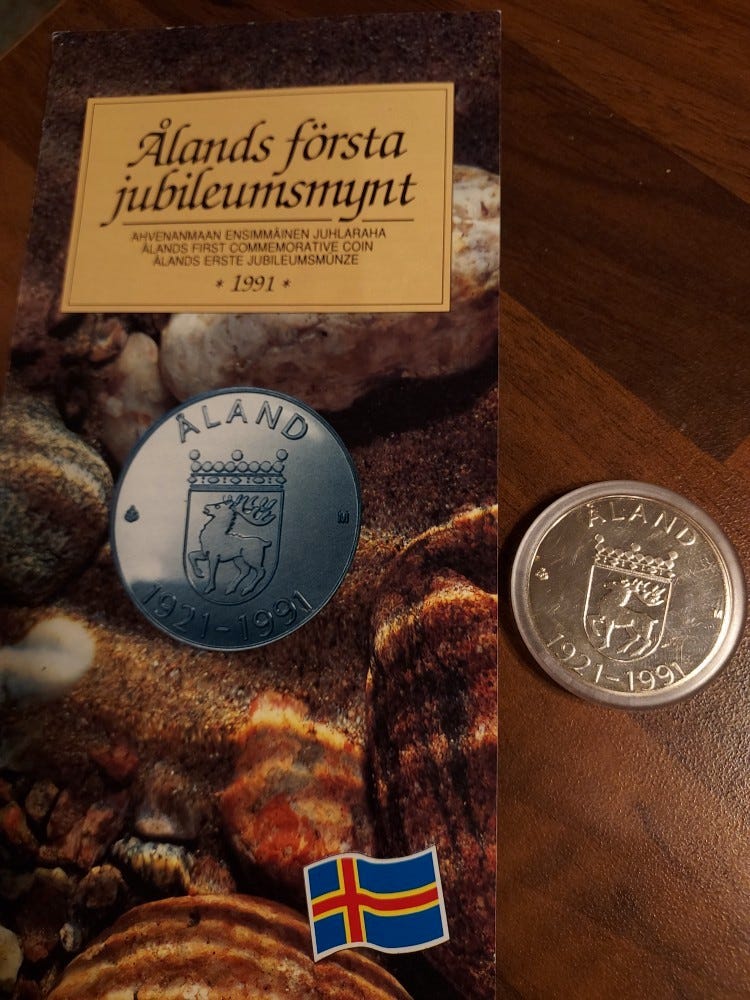 Ålands första
jubileumsmynt
AHVENANMAAN ENSIMMÄINEN JUHLARAHA
ÅLANDS FIRST COMMEMORATIVE COIN
ÅLANDS ERSTE JUBILEUMSMÜNZE
* 1991 *
ÅLAND
M
1921-1991
ÅLAND
M
1921-1991